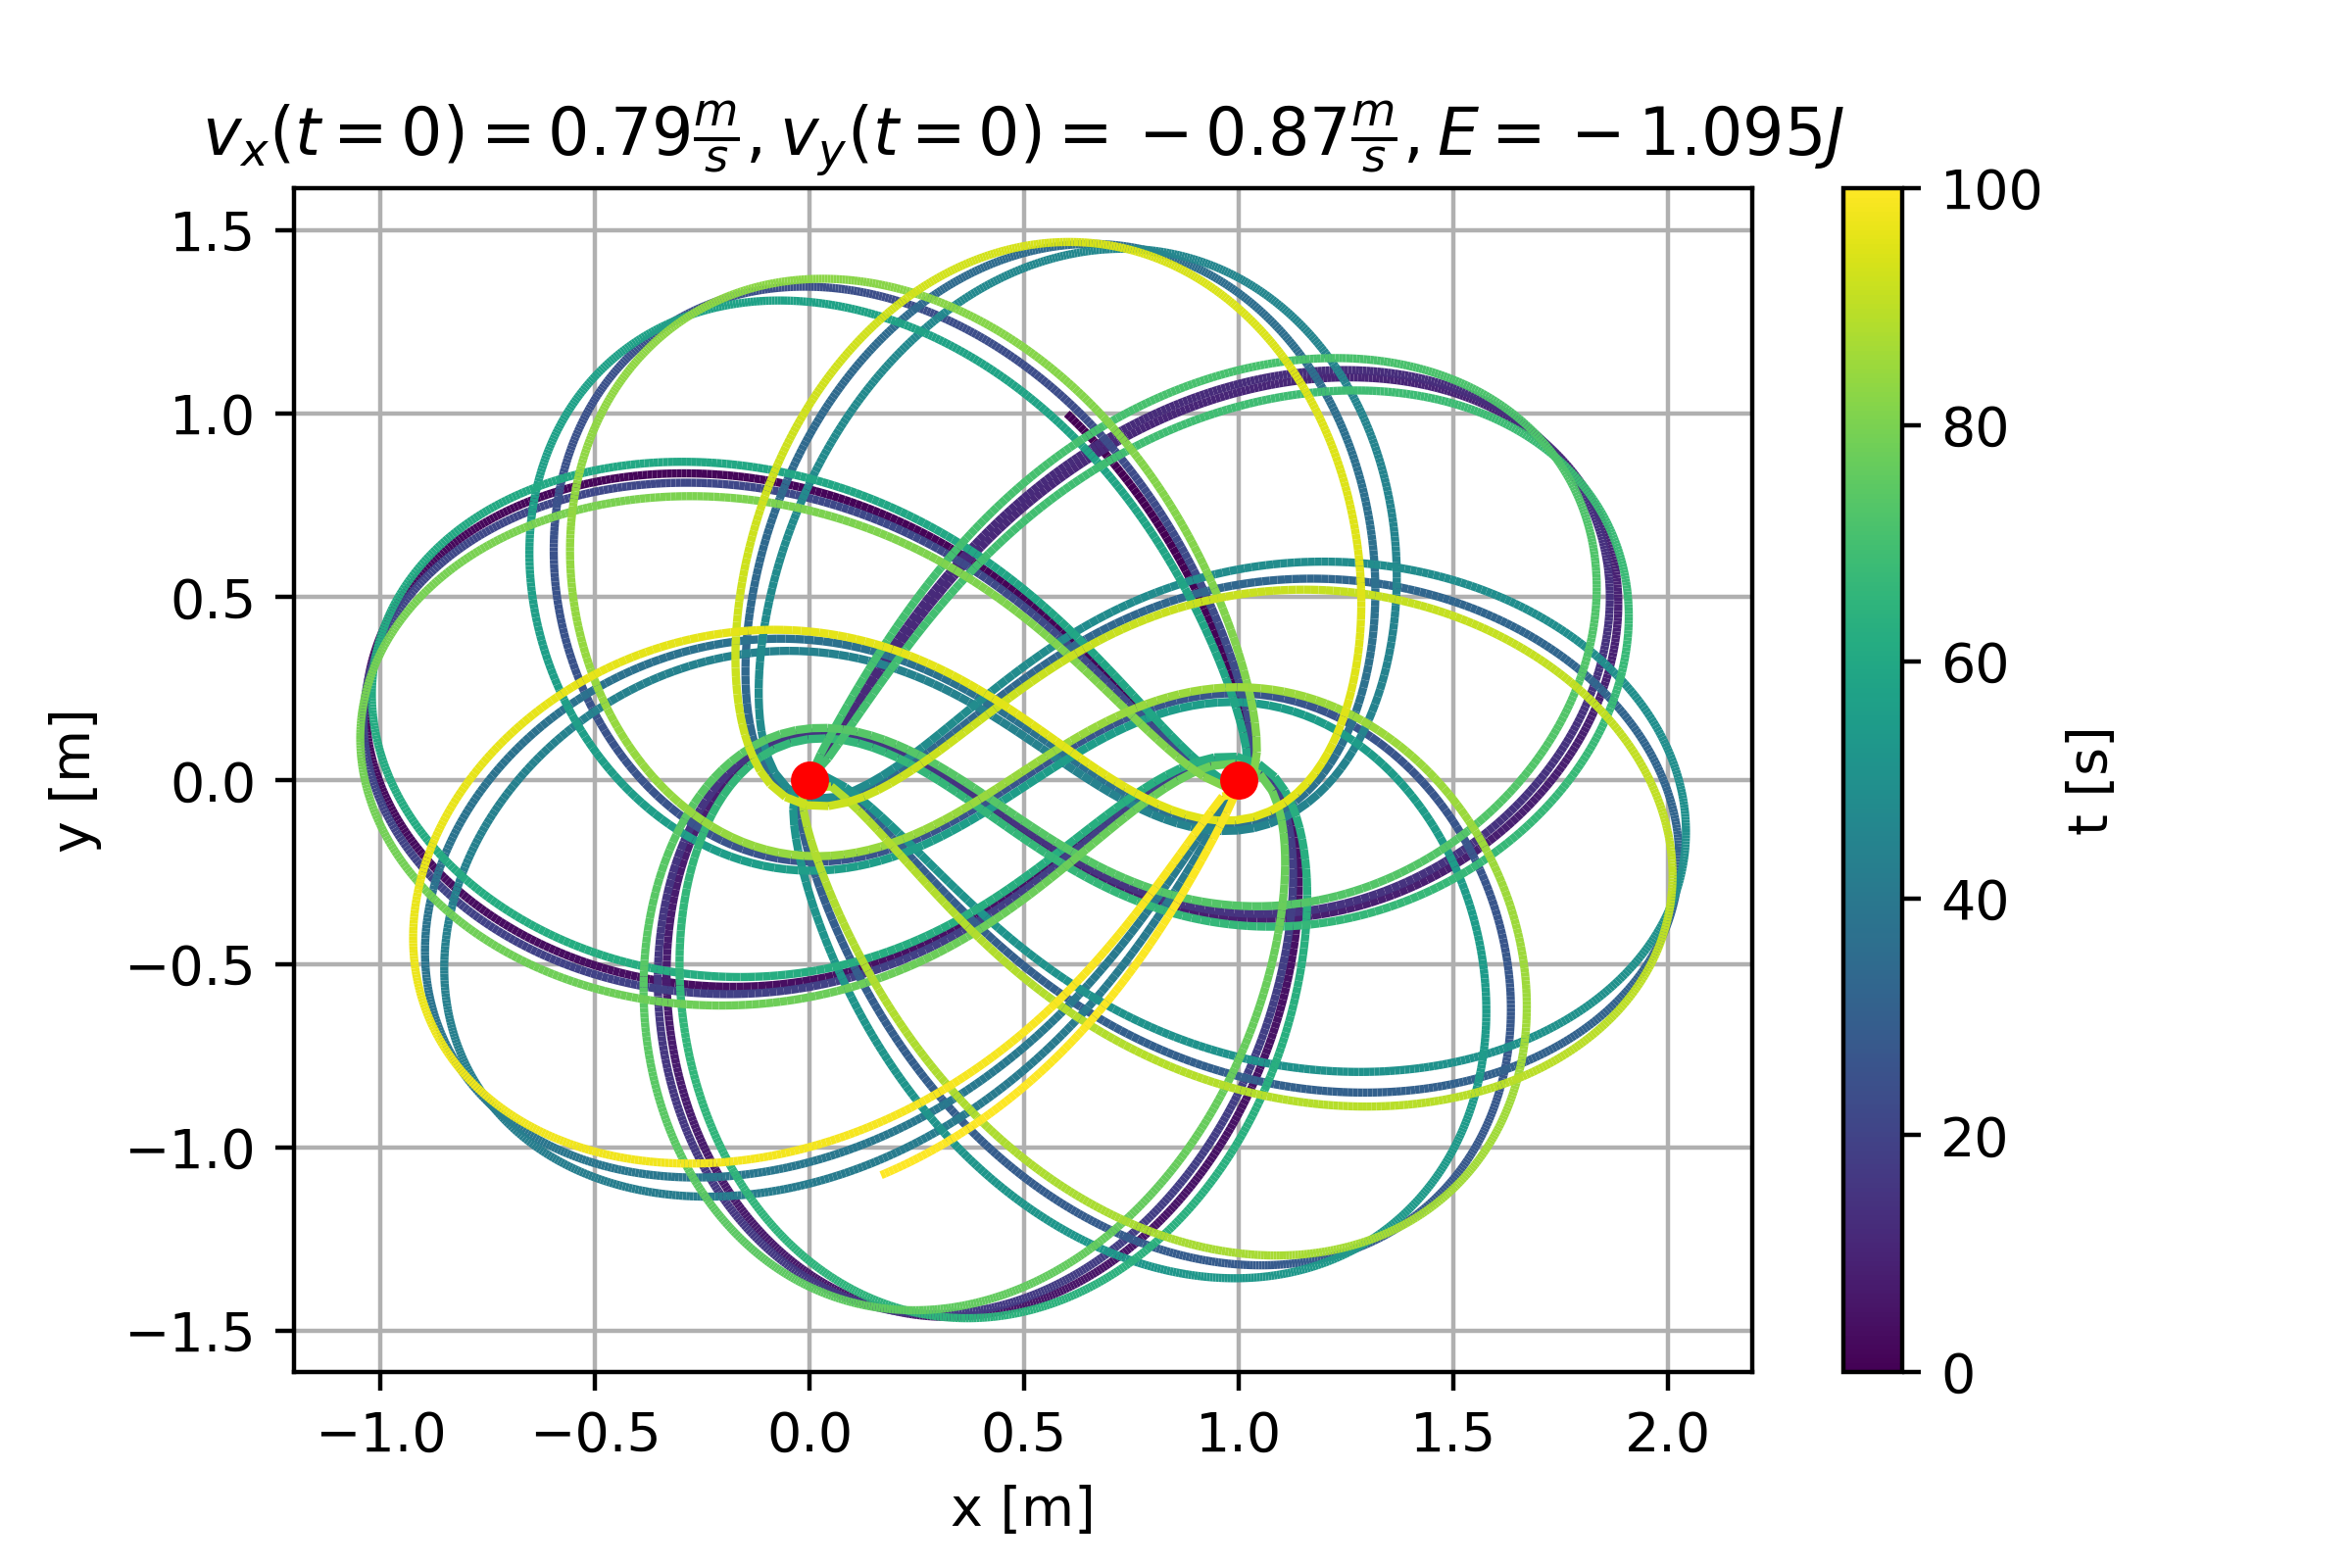 v_x(t = 0) = 0.79 m/s, v_y(t = 0) = −0.87 m/s, E = −1.095J
1.5
1.0
0.5
0.0
−0.5
−1.0
−1.5
y [m]
−1.0 −0.5 0.0 0.5 1.0 1.5 2.0
x [m]
100
80
60
40
20
0
t [s]